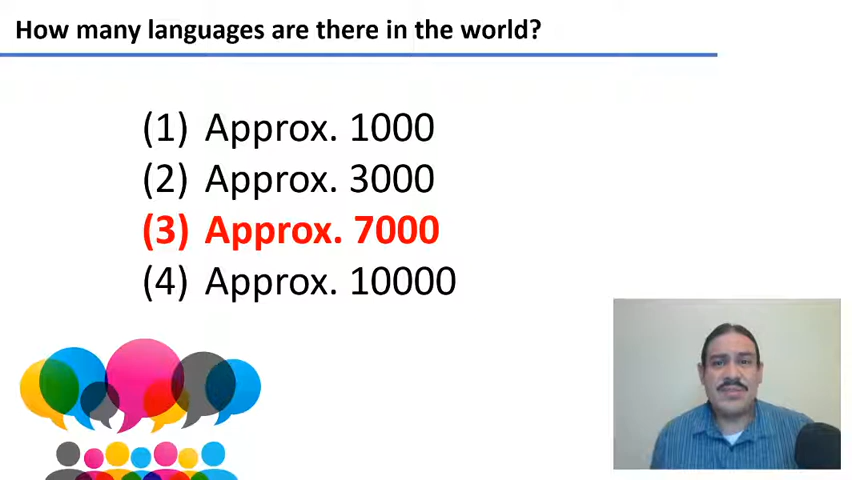 How many languages are there in the world?
(1) Approx. 1000
(2) Approx. 3000
(3) Approx. 7000
(4) Approx. 10000